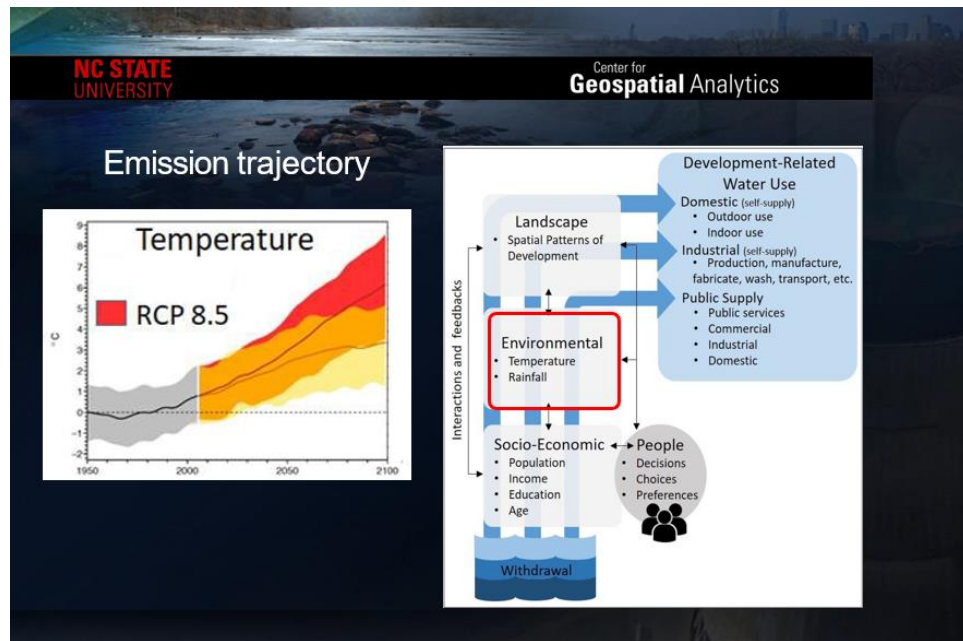 NC STATE
UNIVERSITY
Center for
Geospatial Analytics
Emission trajectory
Temperature
RCP 8.5
°C
9
8
7
6
5
4
3
2
1
0
-1
-2
1950
2000
2050
2100
Development-Related
Water Use
Domestic (self-supply)
• Outdoor use
• Indoor use
Industrial (self-supply)
• Production, manufacture,
fabricate, wash, transport, etc.
Public Supply
• Public services
• Commercial
• Industrial
• Domestic
Landscape
• Spatial Patterns of
Development
Interactions and feedbacks
Environmental
• Temperature
• Rainfall
Socio-Economic
• Population
• Income
• Education
• Age
People
• Decisions
• Choices
• Preferences
Withdrawal